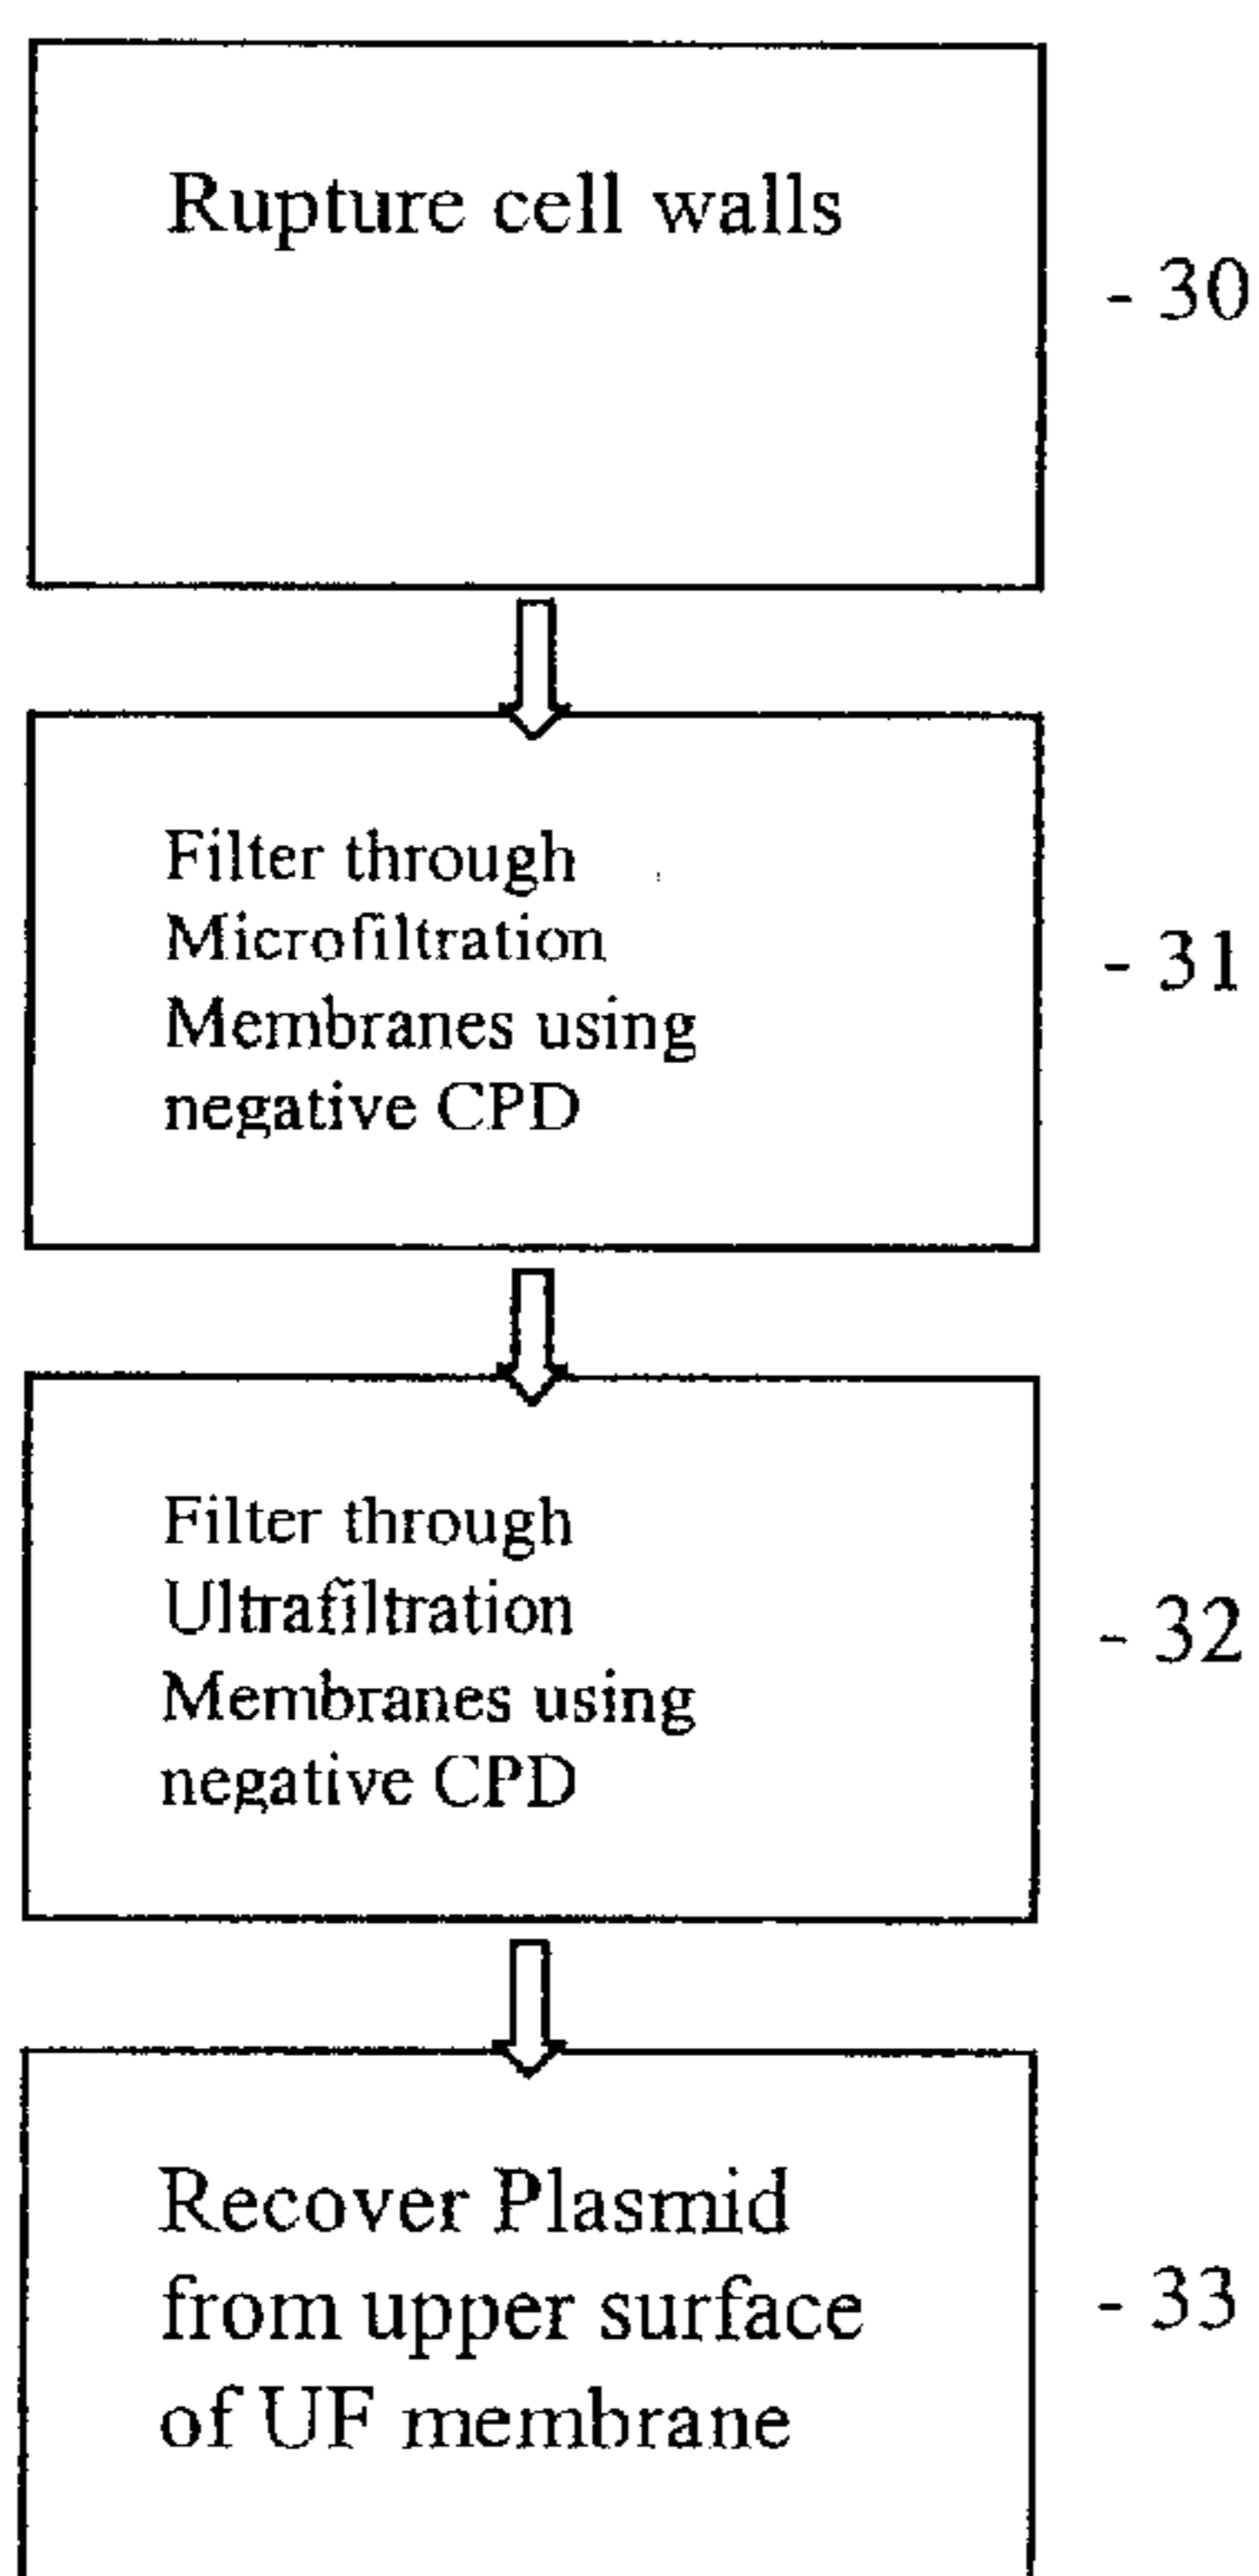 Rupture cell walls
- 30
Filter through
Microfiltration
Membranes using
negative CPD
- 31
Filter through
Ultrafiltration
Membranes using
negative CPD
- 32
Recover Plasmid
from upper surface
of UF membrane
- 33